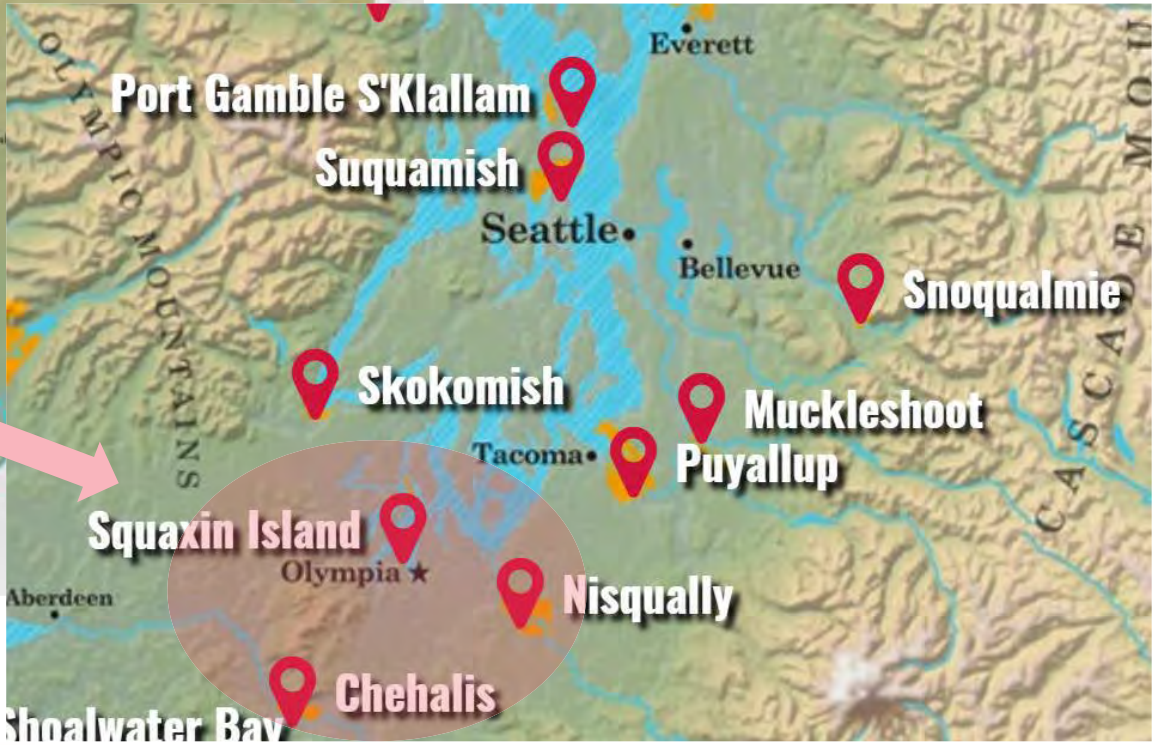 Everett
OLYMPIC MOUNTAINS
Port Gamble S'Klallam
Suquamish
Seattle
Bellevue
Snoqualmie
CASCADE MOU
Skokomish
Muckleshoot
Tacoma
Puyallup
Squaxin Island
Olympia
Nisqually
Aberdeen
Chehalis
Shoalwater Bay